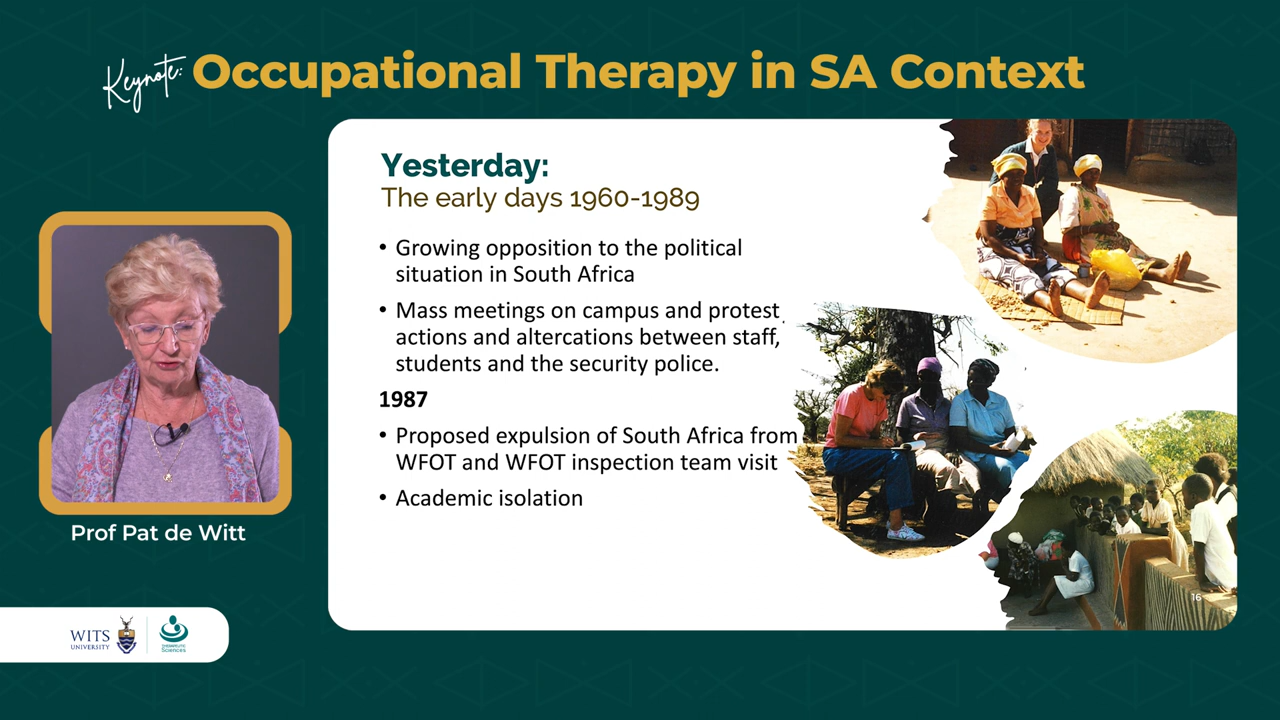 Keynote: Occupational Therapy in SA Context
Yesterday:
The early days 1960-1989
• Growing opposition to the political
situation in South Africa
• Mass meetings on campus and protest
actions and altercations between staff,
students and the security police.
1987
• Proposed expulsion of South Africa from
WFOT and WFOT inspection team visit
• Academic isolation
16
Prof Pat de Witt
WITS
UNIVERSITY
THERAPEUTIC
Sciences